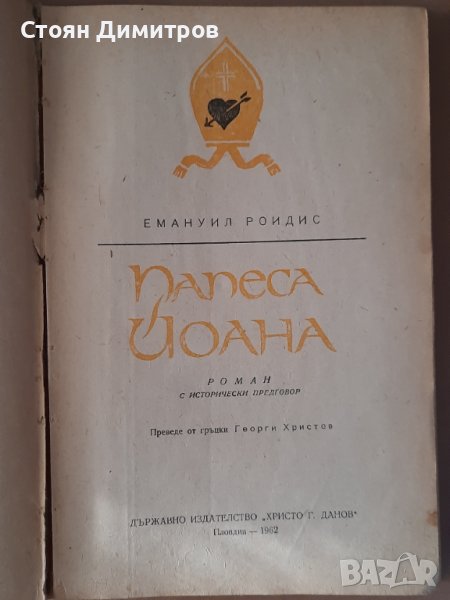 Стоян Димитров
Е Б
ЕМАНУИЛ РОИДИС
ПАПЕСА
ЙОАНА
РОМАН
С ИСТОРИЧЕСКИ ПРЕДГОВОР
Преведе от гръцки Георги Христов
ДЪРЖАВНО ИЗДАТЕЛСТВО „ХРИСТО Г. ДАНОВ"
Пловдив — 1962
BAZAR